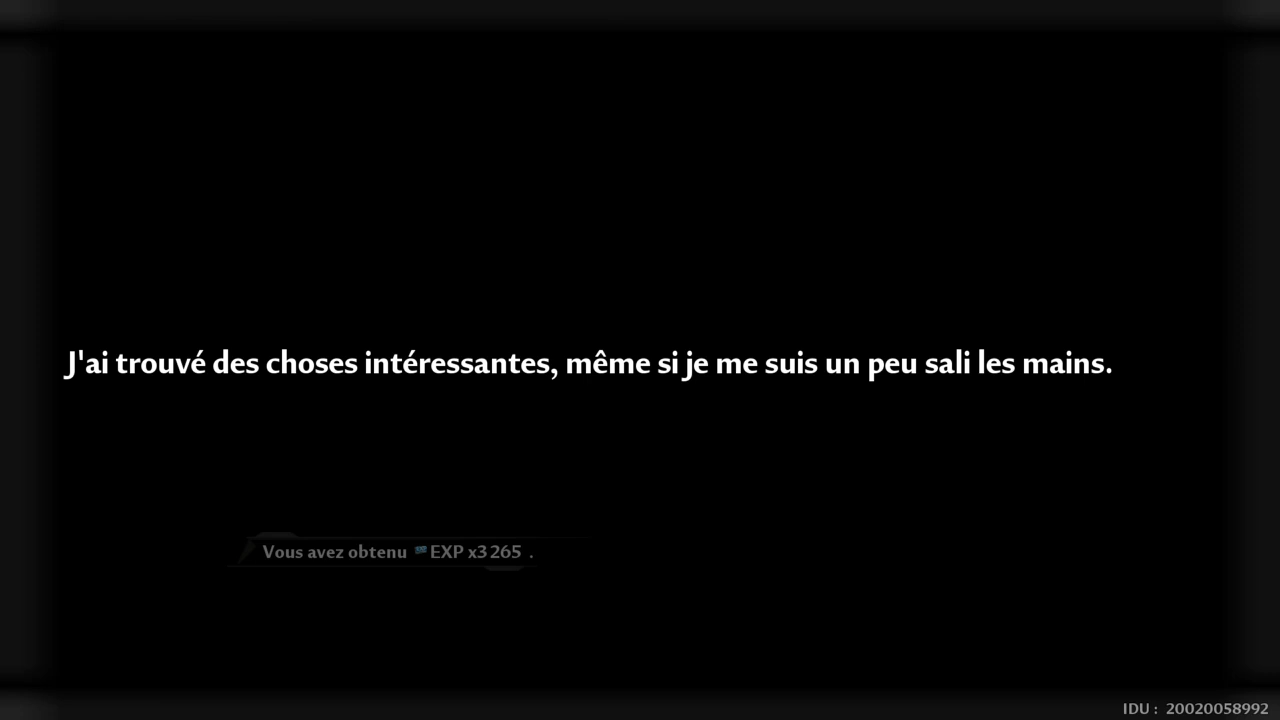 J'ai trouvé des choses intéressantes, même si je me suis un peu sali les mains.
Vous avez obtenu EXP x3 265 .
IDU : 20020058992